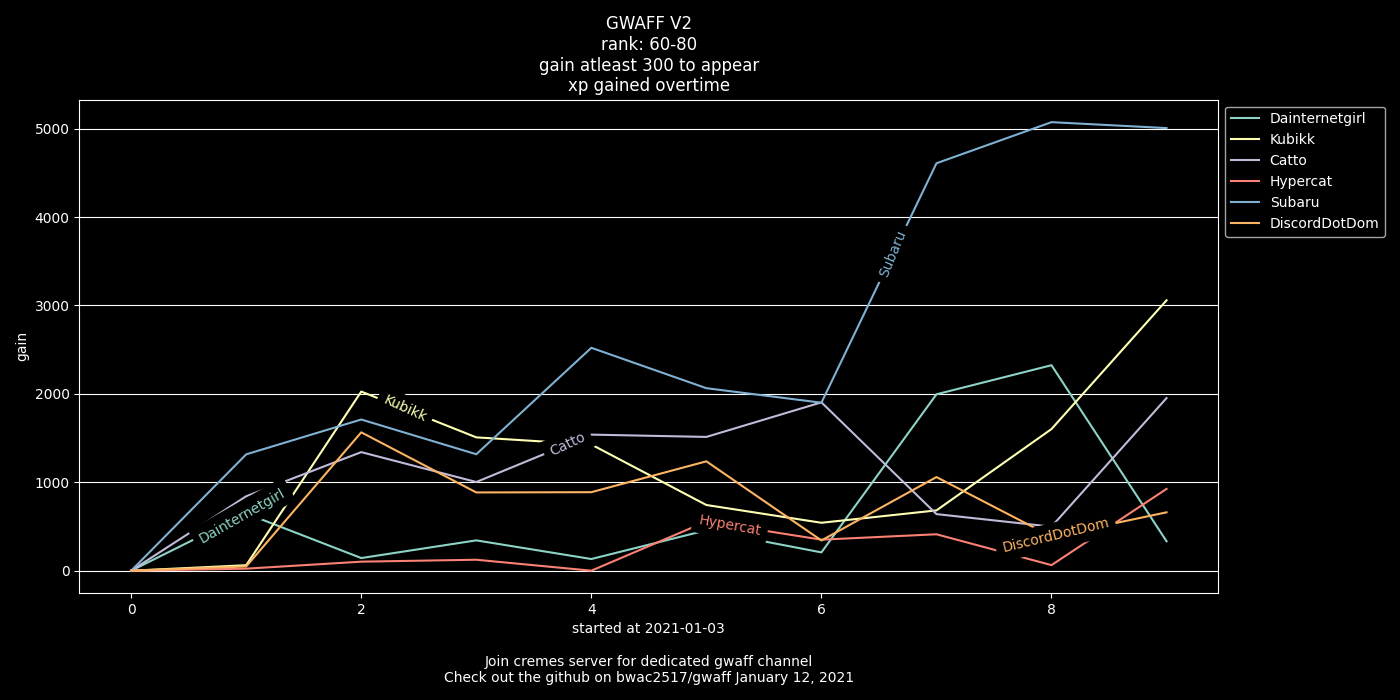 GWAFF V2
rank: 60-80
gain atleast 300 to appear
xp gained overtime
5000
4000
3000
2000
1000
0
gain
0
2
4
6
8
started at 2021-01-03
Dainternetgirl
Kubikk
Catto
Hypercat
Subaru
DiscordDotDom
Dainternetgirl
Kubikk
Catto
Hypercat
Subaru
DiscordDotDom
Join cremes server for dedicated gwaff channel
Check out the github on bwac2517/gwaff January 12, 2021